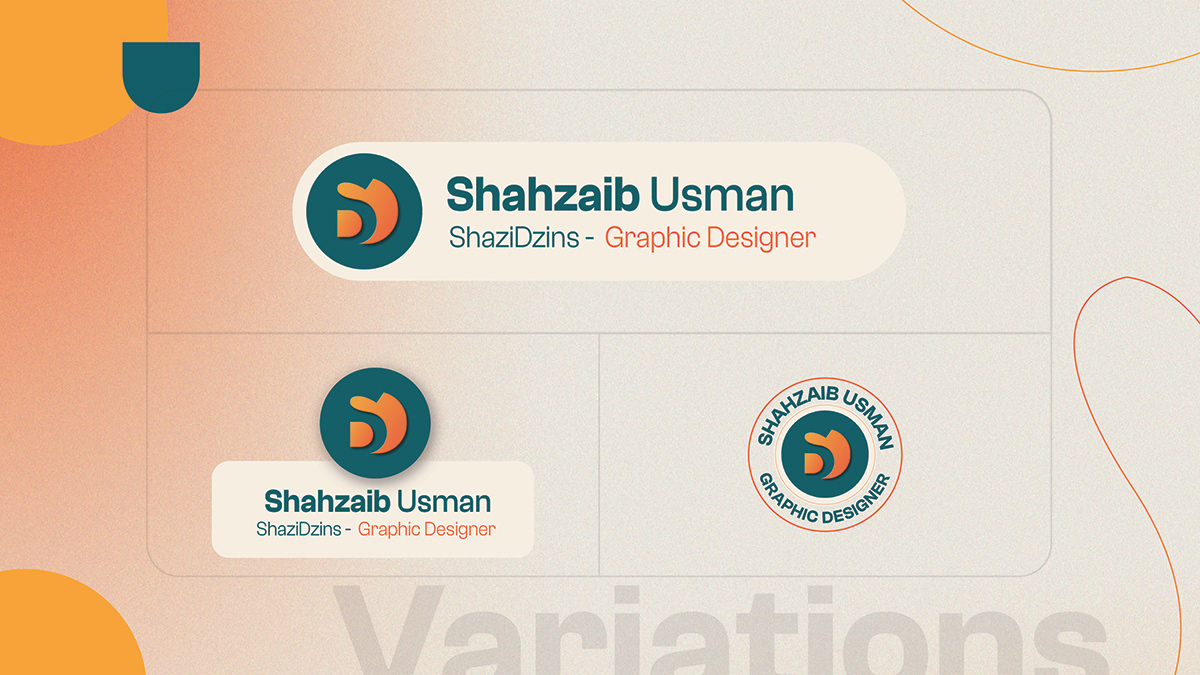 Shahzaib Usman
ShaziDzins - Graphic Designer
Shahzaib Usman
ShaziDzins - Graphic Designer
SHAHZAIB USMAN
GRAPHIC DESIGNER
Variations